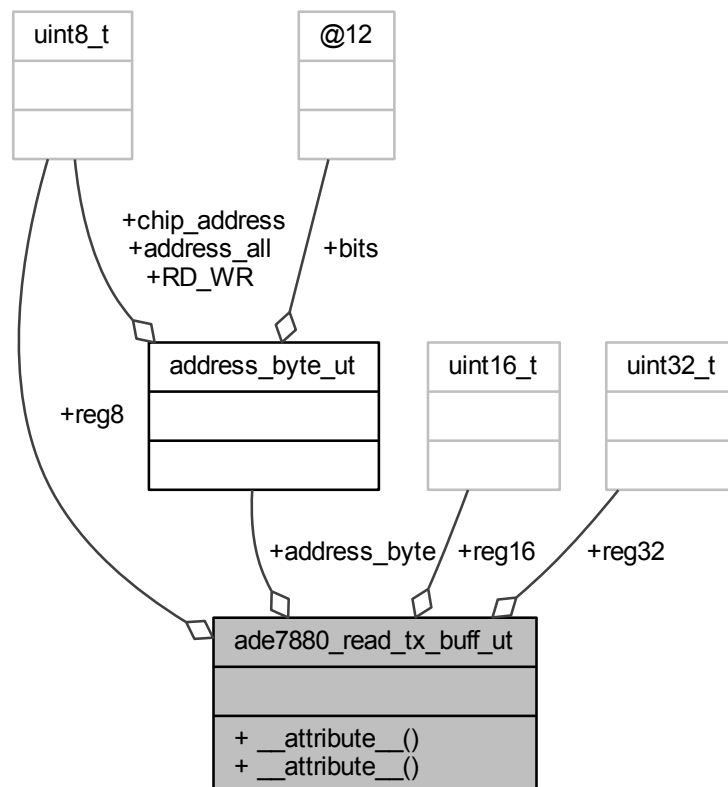 uint8_t
@12
+chip_address
+address_all
+RD_WR
+bits
address_byte_ut
uint16_t
uint32_t
+reg8
+address_byte
+reg16
+reg32
ade7880_read_tx_buff_ut
+ __attribute__()
+ __attribute__()